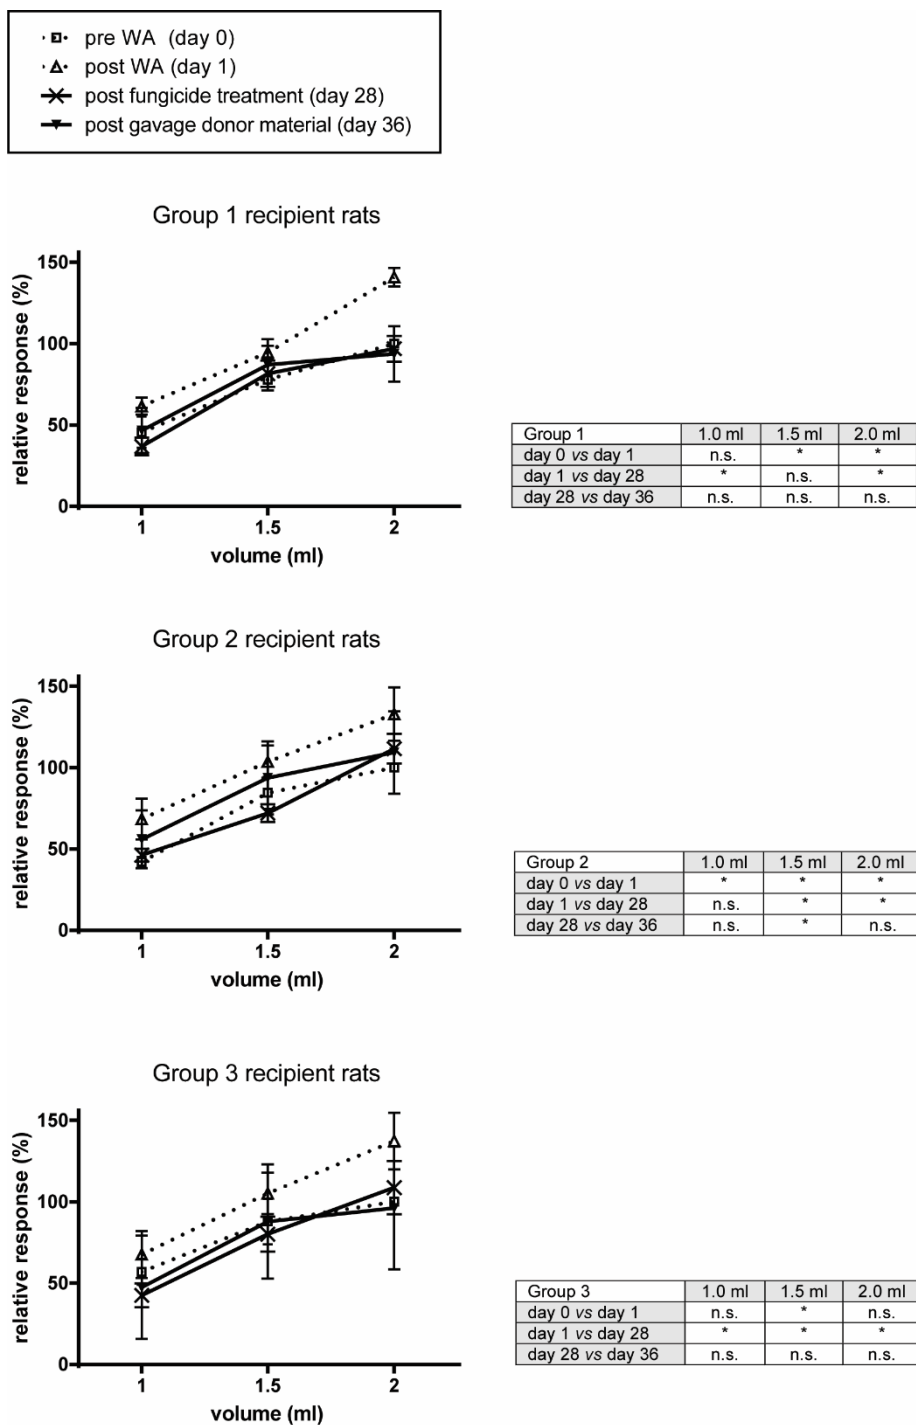 pre WA (day 0)
post WA (day 1)
post fungicide treatment (day 28)
post gavage donor material (day 36)
Group 1 recipient rats
relative response (%)
150
100
50
0
1 1.5 2
volume (ml)
Group 1 1.0 ml 1.5 ml 2.0 ml
day 0 vs day 1 n.s. * *
day 1 vs day 28 * n.s. *
day 28 vs day 36 n.s. n.s. n.s.
Group 2 recipient rats
relative response (%)
150
100
50
0
1 1.5 2
volume (ml)
Group 2 1.0 ml 1.5 ml 2.0 ml
day 0 vs day 1 * * *
day 1 vs day 28 n.s. * *
day 28 vs day 36 n.s. * n.s.
Group 3 recipient rats
relative response (%)
150
100
50
0
1 1.5 2
volume (ml)
Group 3 1.0 ml 1.5 ml 2.0 ml
day 0 vs day 1 n.s. * n.s.
day 1 vs day 28 * * *
day 28 vs day 36 n.s. n.s. n.s.